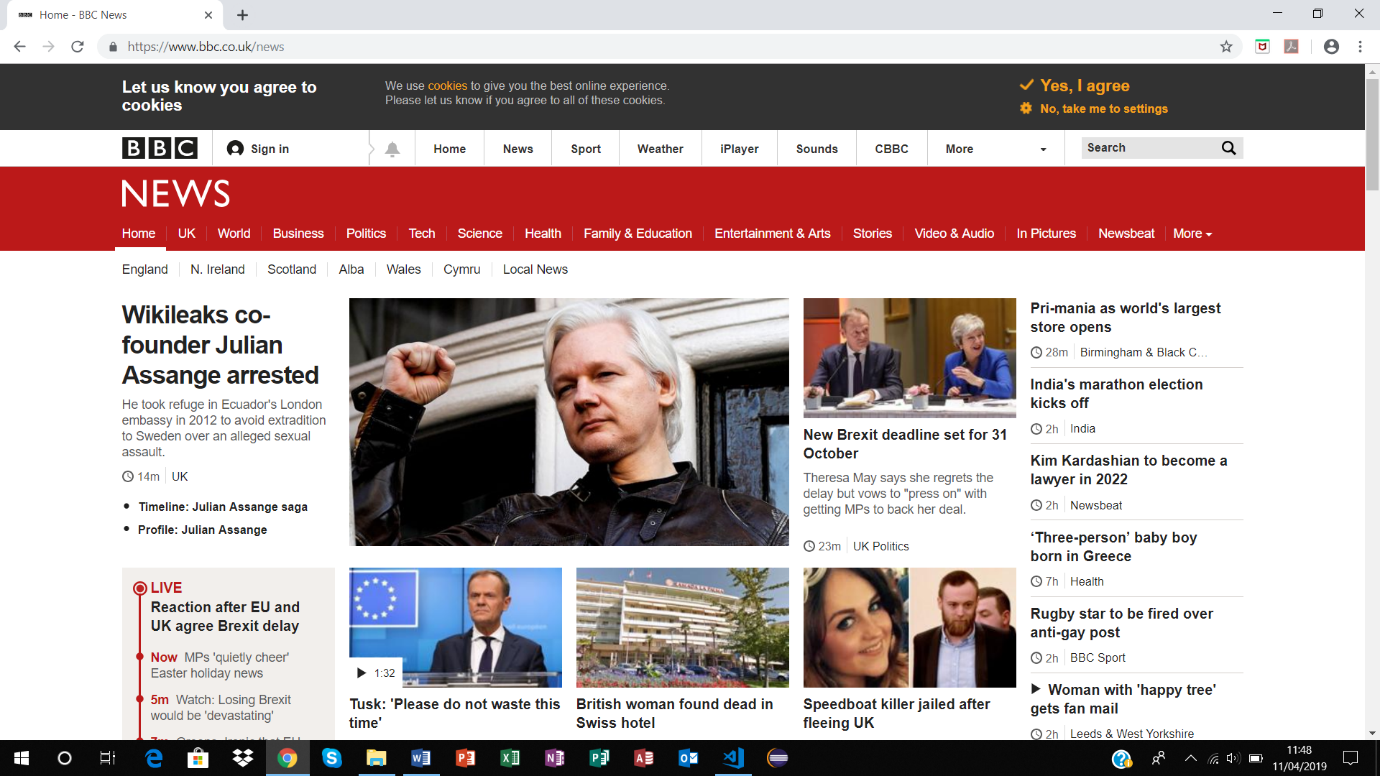 Home - BBC News
https://www.bbc.co.uk/news
Let us know you agree to
cookies
We use cookies to give you the best online experience.
Please let us know if you agree to all of these cookies.
Yes, I agree
No, take me to settings
BBC
Sign in
Home
News
Sport
Weather
iPlayer
Sounds
CBBC
More
Search
NEWS
Home
UK
World
Business
Politics
Tech
Science
Health
Family & Education
Entertainment & Arts
Stories
Video & Audio
In Pictures
Newsbeat
More
England
N. Ireland
Scotland
Alba
Wales
Cymru
Local News
Wikileaks co-
founder Julian
Assange arrested
He took refuge in Ecuador's London
embassy in 2012 to avoid extradition
to Sweden over an alleged sexual
assault.
14m UK
Timeline: Julian Assange saga
Profile: Julian Assange
New Brexit deadline set for 31
October
Theresa May says she regrets the
delay but vows to "press on" with
getting MPs to back her deal.
23m UK Politics
Pri-mania as world's largest
store opens
28m Birmingham & Black C...
India's marathon election
kicks off
2h India
Kim Kardashian to become a
lawyer in 2022
2h Newsbeat
‘Three-person’ baby boy
born in Greece
7h Health
Rugby star to be fired over
anti-gay post
2h BBC Sport
Woman with 'happy tree'
gets fan mail
2h Leeds & West Yorkshire
LIVE
Reaction after EU and
UK agree Brexit delay
Now MPs 'quietly cheer'
Easter holiday news
5m Watch: Losing Brexit
would be 'devastating'
1:32
Tusk: 'Please do not waste this
time'
British woman found dead in
Swiss hotel
Speedboat killer jailed after
fleeing UK
11:48
11/04/2019